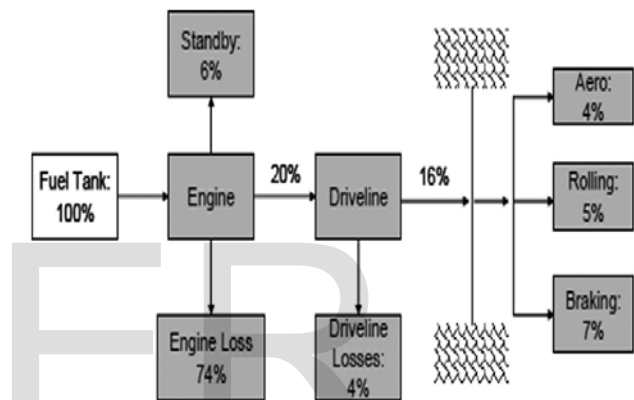 Standby:
6%
Fuel Tank:
100%
Engine
20%
Driveline
16%
Aero:
4%
Rolling:
5%
Braking:
7%
Engine Loss
74%
Driveline
Losses:
4%
ER